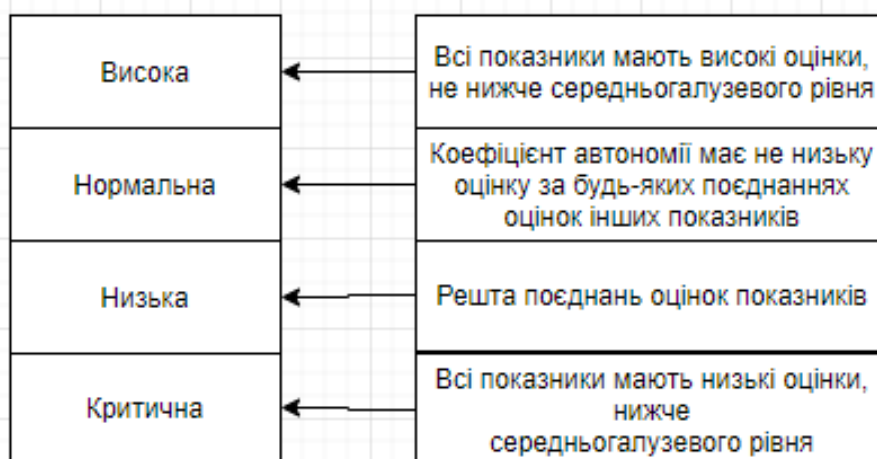 Висока
Всі показники мають високі оцінки,
не нижче середньогалузевого рівня
Нормальна
Коефіцієнт автономії має не низьку
оцінку за будь-яких поєднаннях
оцінок інших показників
Низька
Решта поєднань оцінок показників
Критична
Всі показники мають низькі оцінки,
нижче
середньогалузевого рівня